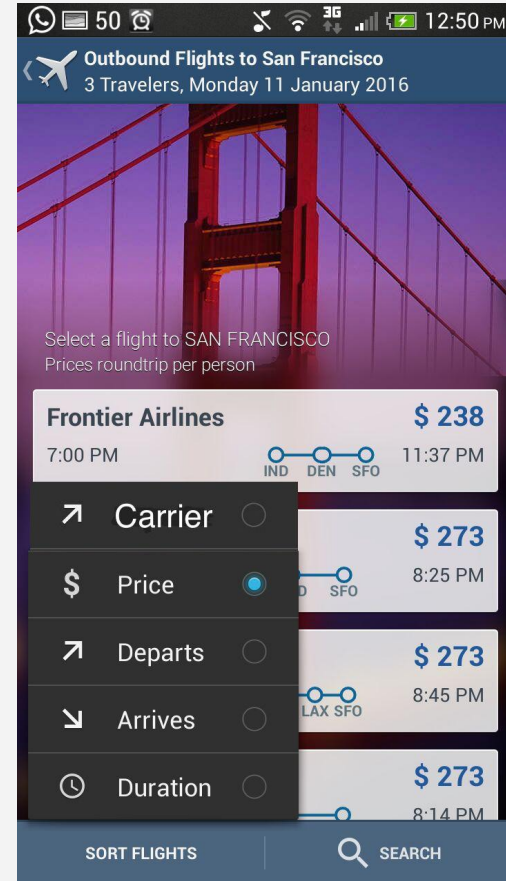 50 3G 12:50 PM
Outbound Flights to San Francisco
3 Travelers, Monday 11 January 2016
Select a flight to SAN FRANCISCO
Prices roundtrip per person
Frontier Airlines $ 238
7:00 PM IND DEN SFO 11:37 PM
Carrier
$ 273
$ Price
SFO 8:25 PM
Departs
$ 273
LAX SFO 8:45 PM
Arrives
$ 273
Duration
8:14 PM
SORT FLIGHTS SEARCH